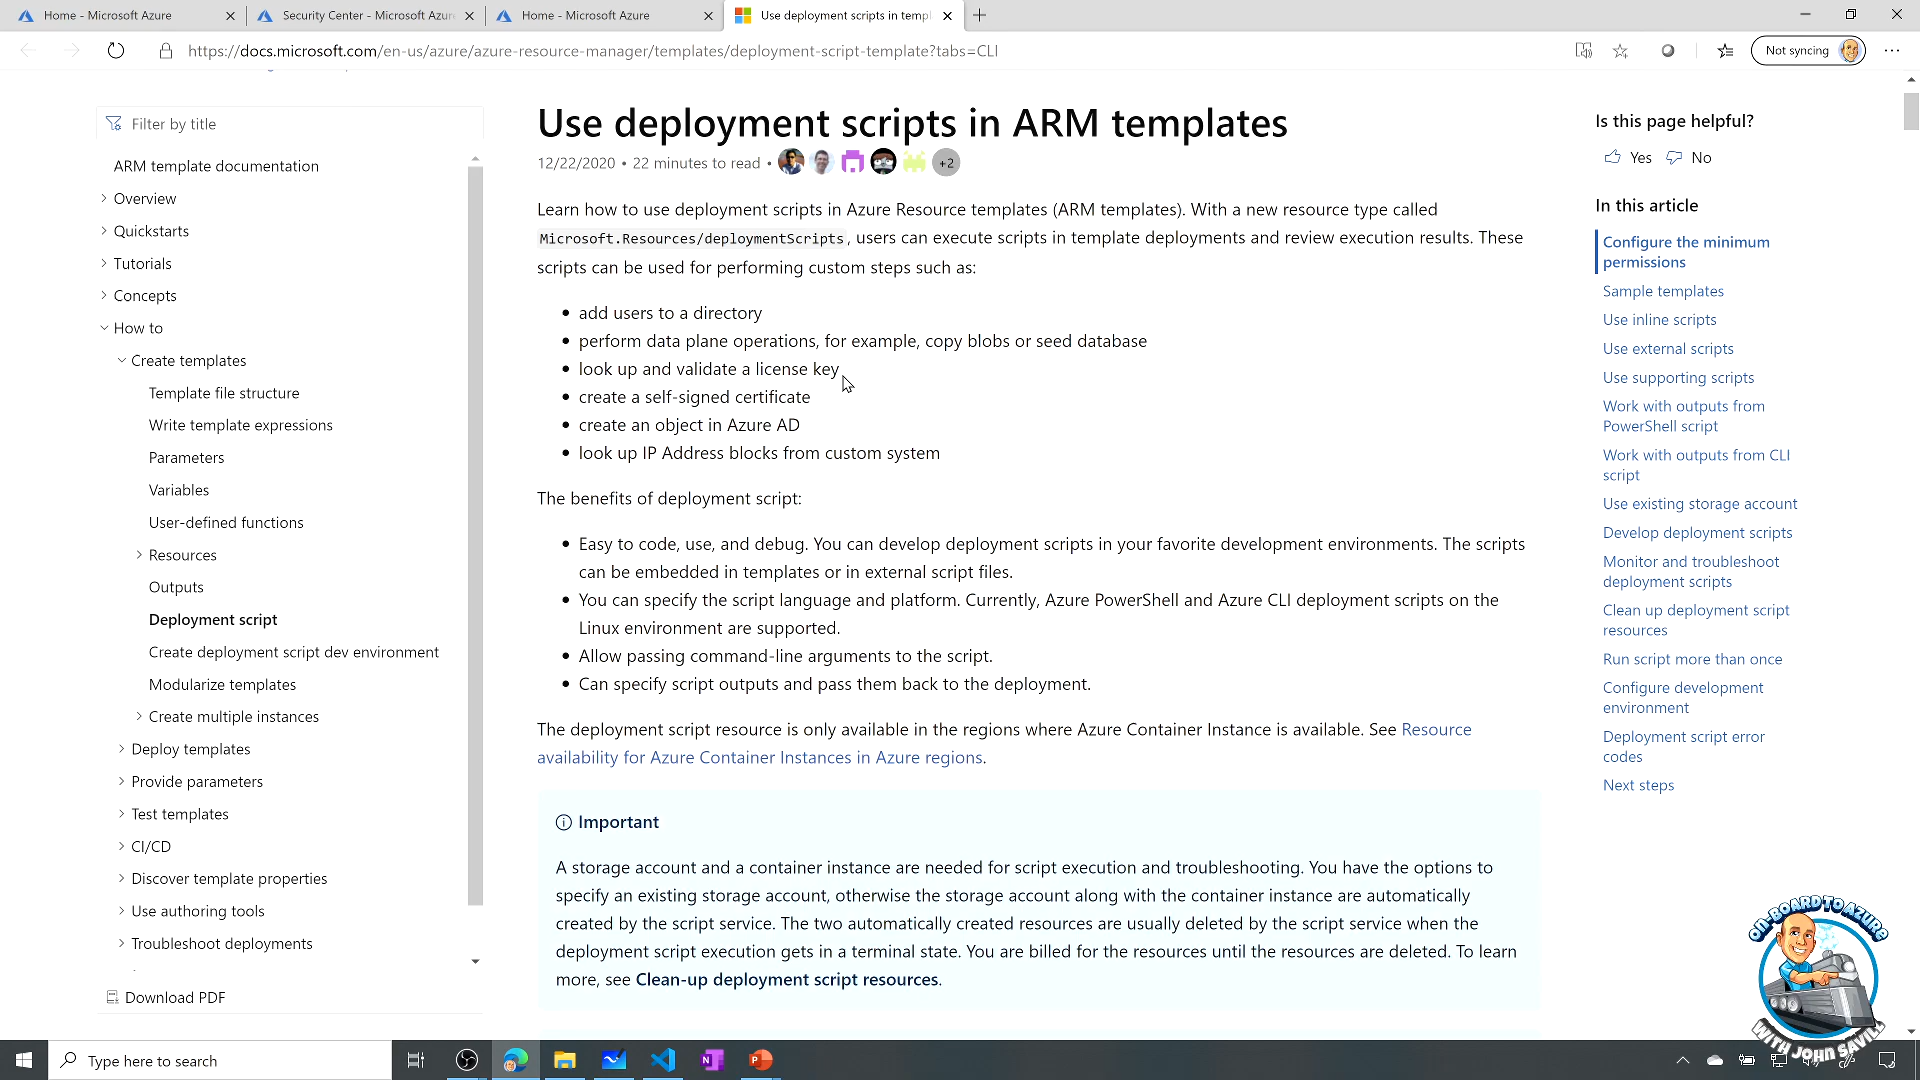 Home - Microsoft Azure
Security Center - Microsoft Azure
Home - Microsoft Azure
Use deployment scripts in templ
https://docs.microsoft.com/en-us/azure/azure-resource-manager/templates/deployment-script-template?tabs=CLI
Not syncing
Filter by title
ARM template documentation
Overview
Quickstarts
Tutorials
Concepts
How to
Create templates
Template file structure
Write template expressions
Parameters
Variables
User-defined functions
Resources
Outputs
Deployment script
Create deployment script dev environment
Modularize templates
Create multiple instances
Deploy templates
Provide parameters
Test templates
CI/CD
Discover template properties
Use authoring tools
Troubleshoot deployments
Download PDF
Use deployment scripts in ARM templates
12/22/2020 • 22 minutes to read • +2
Learn how to use deployment scripts in Azure Resource templates (ARM templates). With a new resource type called
Microsoft.Resources/deploymentScripts, users can execute scripts in template deployments and review execution results. These
scripts can be used for performing custom steps such as:
• add users to a directory
• perform data plane operations, for example, copy blobs or seed database
• look up and validate a license key
• create a self-signed certificate
• create an object in Azure AD
• look up IP Address blocks from custom system
The benefits of deployment script:
• Easy to code, use, and debug. You can develop deployment scripts in your favorite development environments. The scripts
can be embedded in templates or in external script files.
• You can specify the script language and platform. Currently, Azure PowerShell and Azure CLI deployment scripts on the
Linux environment are supported.
• Allow passing command-line arguments to the script.
• Can specify script outputs and pass them back to the deployment.
The deployment script resource is only available in the regions where Azure Container Instance is available. See Resource
availability for Azure Container Instances in Azure regions.
Important
A storage account and a container instance are needed for script execution and troubleshooting. You have the options to
specify an existing storage account, otherwise the storage account along with the container instance are automatically
created by the script service. The two automatically created resources are usually deleted by the script service when the
deployment script execution gets in a terminal state. You are billed for the resources until the resources are deleted. To learn
more, see Clean-up deployment script resources.
Is this page helpful?
Yes No
In this article
Configure the minimum
permissions
Sample templates
Use inline scripts
Use external scripts
Use supporting scripts
Work with outputs from
PowerShell script
Work with outputs from CLI
script
Use existing storage account
Develop deployment scripts
Monitor and troubleshoot
deployment scripts
Clean up deployment script
resources
Run script more than once
Configure development
environment
Deployment script error
codes
Next steps
ON-BOARD TO AZURE
WITH JOHN SAVILL
Type here to search